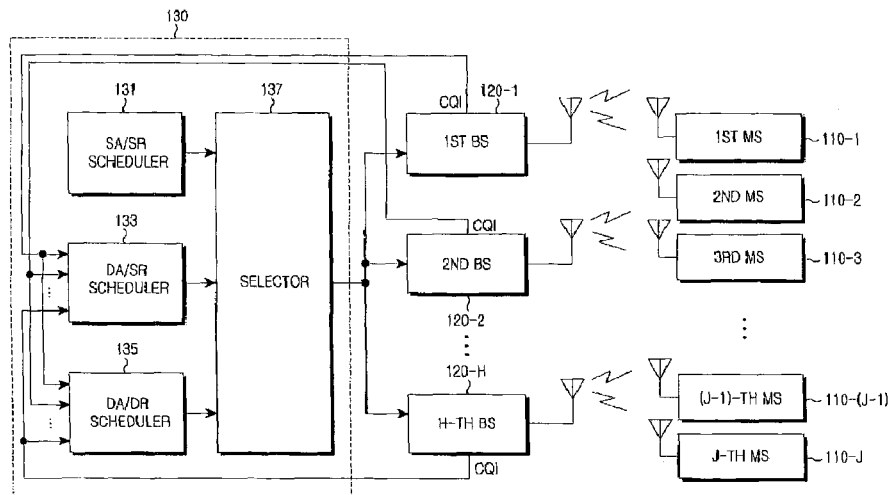 130
131
SA/SR
SCHEDULER
133
DA/SR
SCHEDULER
135
DA/DR
SCHEDULER
137
SELECTOR
CQI
120-1
1ST BS
CQI
2ND BS
120-2
120-H
H-TH BS
CQI
1ST MS
110-1
2ND MS
110-2
3RD MS
110-3
(J-1)-TH MS
110-(J-1)
J-TH MS
110-J